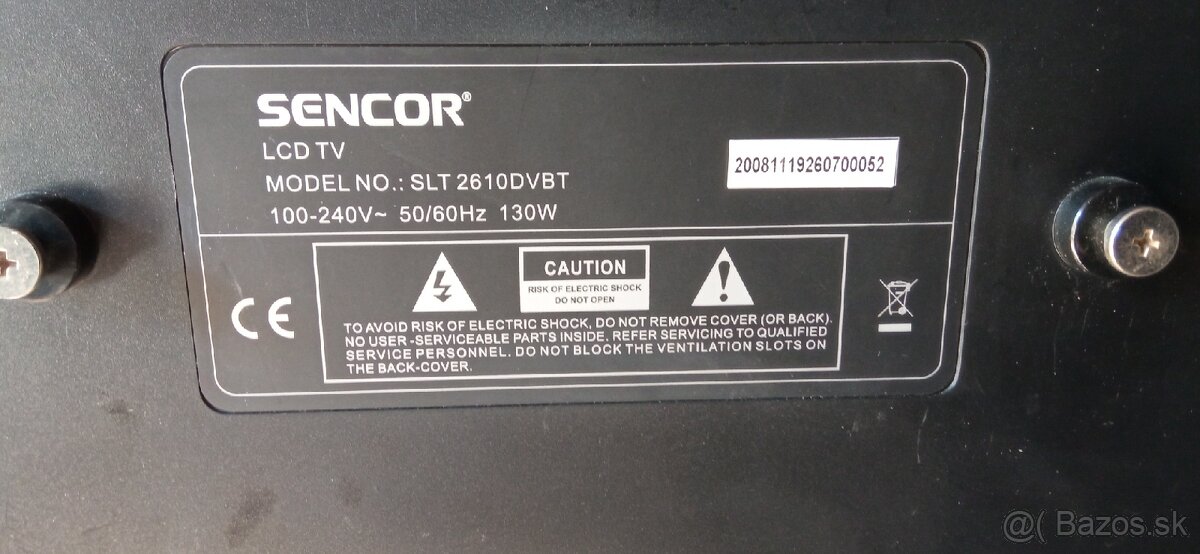 SENCOR®
LCD TV
MODEL NO.: SLT 2610DVBT
100-240V~ 50/60Hz 130W
20081119260700052
CE
CAUTION
RISK OF ELECTRIC SHOCK
DO NOT OPEN
TO AVOID RISK OF ELECTRIC SHOCK, DO NOT REMOVE COVER (OR BACK).
NO USER -SERVICEABLE PARTS INSIDE. REFER SERVICING TO QUALIFIED
SERVICE PERSONNEL. DO NOT BLOCK THE VENTILATION SLOTS ON
THE BACK-COVER.
@( Bazos.sk